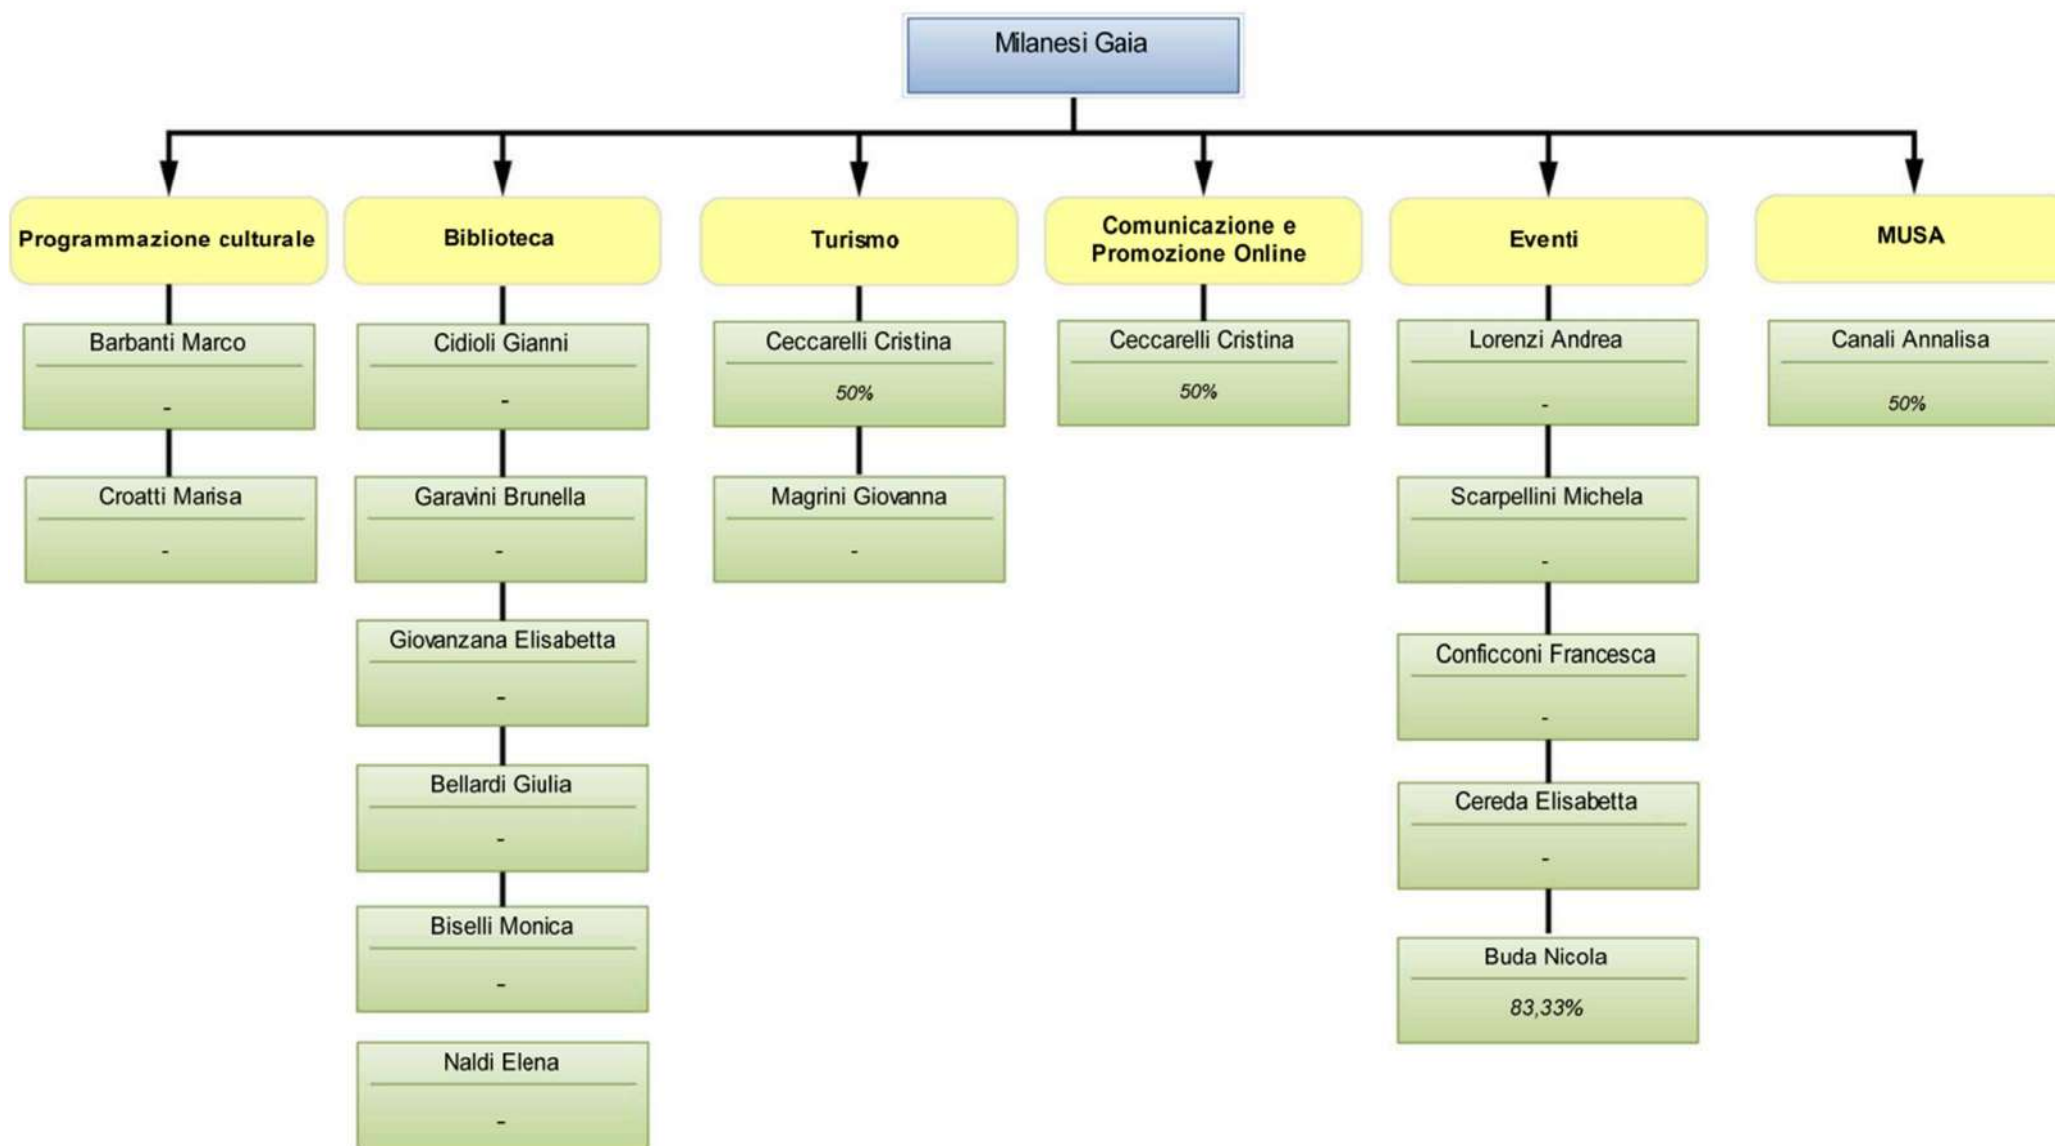 Milanesi Gaia
Programmazione culturale
Barbanti Marco
-
Croatti Marisa
-
Biblioteca
Cidioli Gianni
-
Garavini Brunella
-
Giovanzana Elisabetta
-
Bellardi Giulia
-
Biselli Monica
-
Naldi Elena
-
Turismo
Ceccarelli Cristina
50%
Magrini Giovanna
-
Comunicazione e
Promozione Online
Ceccarelli Cristina
50%
Eventi
Lorenzi Andrea
-
Scarpellini Michela
-
Conficconi Francesca
-
Cereda Elisabetta
-
Buda Nicola
83,33%
MUSA
Canali Annalisa
50%